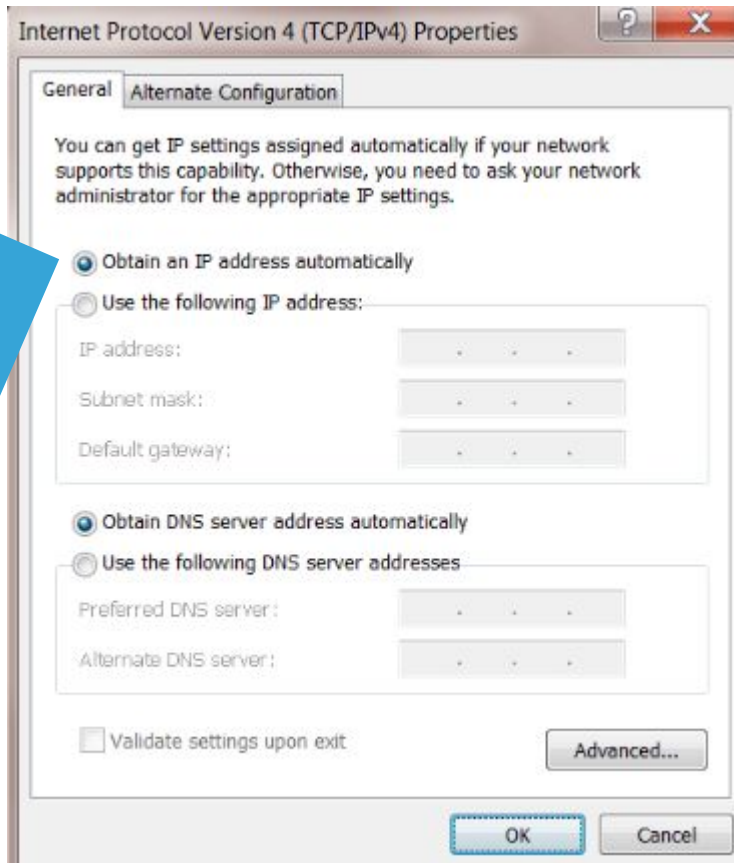 Internet Protocol Version 4 (TCP/IPv4) Properties
General
Alternate Configuration
You can get IP settings assigned automatically if your network
supports this capability. Otherwise, you need to ask your network
administrator for the appropriate IP settings.
Obtain an IP address automatically
Use the following IP address:
IP address:
Subnet mask:
Default gateway:
Obtain DNS server address automatically
Use the following DNS server addresses
Preferred DNS server:
Alternate DNS server:
Validate settings upon exit
Advanced...
OK
Cancel